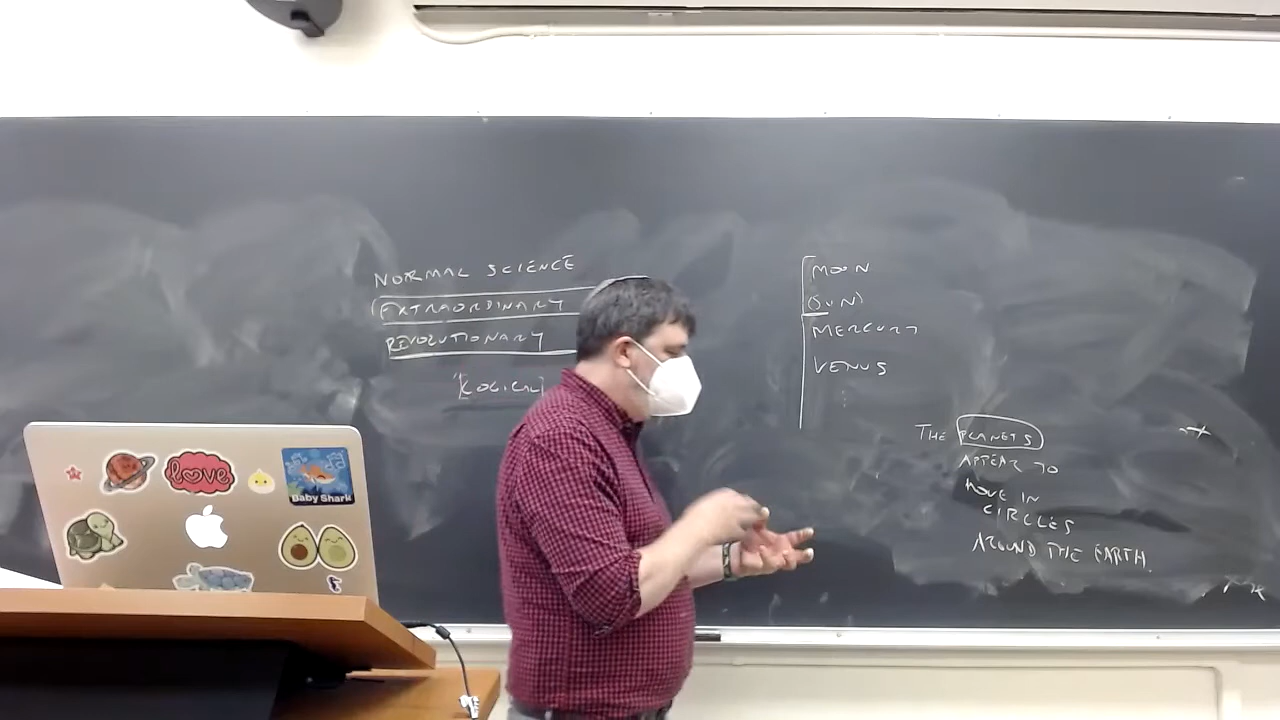 NORMAL SCIENCE
(EXTRAORDINARY
REVOLUTIONARY
[LOGICAL]
MOON
(SUN)
MERCURY
VENUS
THE PLANETS
APPEAR TO
MOVE IN
CIRCLES
AROUND THE EARTH.
love
Baby Shark